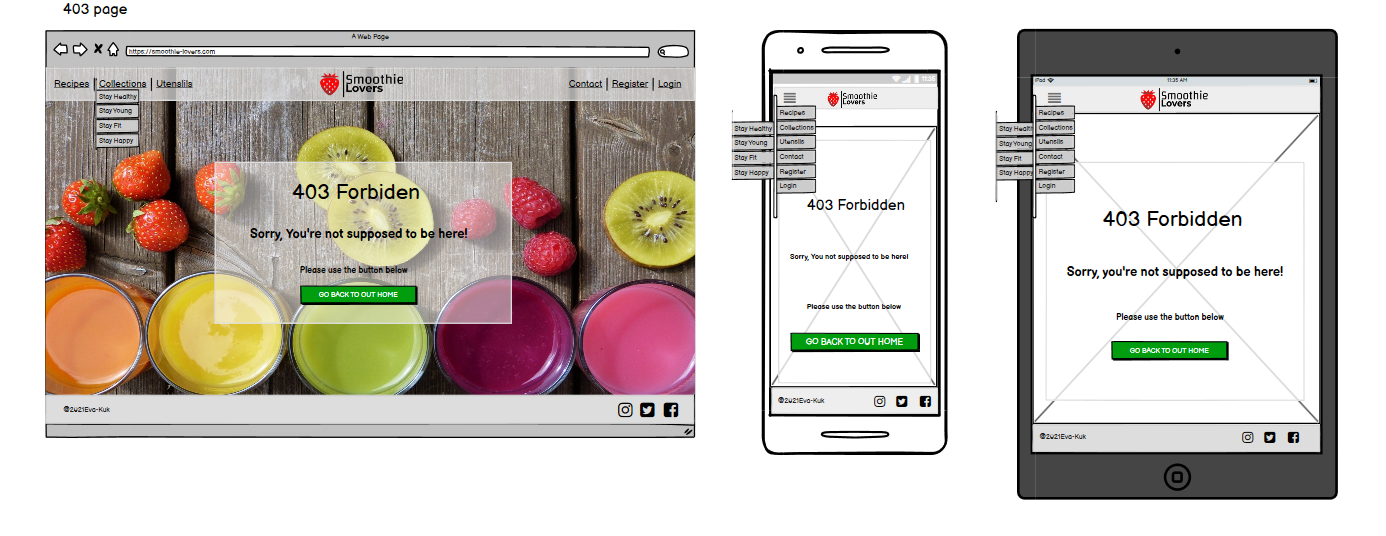 403 page
A Web Page
https://smoothie-lovers.com
Recipes | Collections | Utensiils
Smoothie
Lovers
Contact | Register | Login
Stay Healthy
Stay Young
Stay Fit
Stay Happy
403 Forbiden
Sorry, You're not supposed to be here!
Please use the button below
GO BACK TO OUT HOME
@2021Eva-Kuk
11:35
Smoothie
Lovers
Recipes
Collections
Utensiils
Contact
Register
Login
Stay Healthy
Stay Young
Stay Fit
Stay Happy
403 Forbidden
Sorry, You not supposed to be here!
Please use the button below
GO BACK TO OUT HOME
@2021Eva-Kuk
iPad
11:35 AM
Smoothie
Lovers
Recipes
Collections
Utensiils
Contact
Register
Login
Stay Health
Stay Young
Stay Fit
Stay Happy
403 Forbidden
Sorry, you're not supposed to be here!
Please use the button below
GO BACK TO OUT HOME
@2021Eva-Kuk